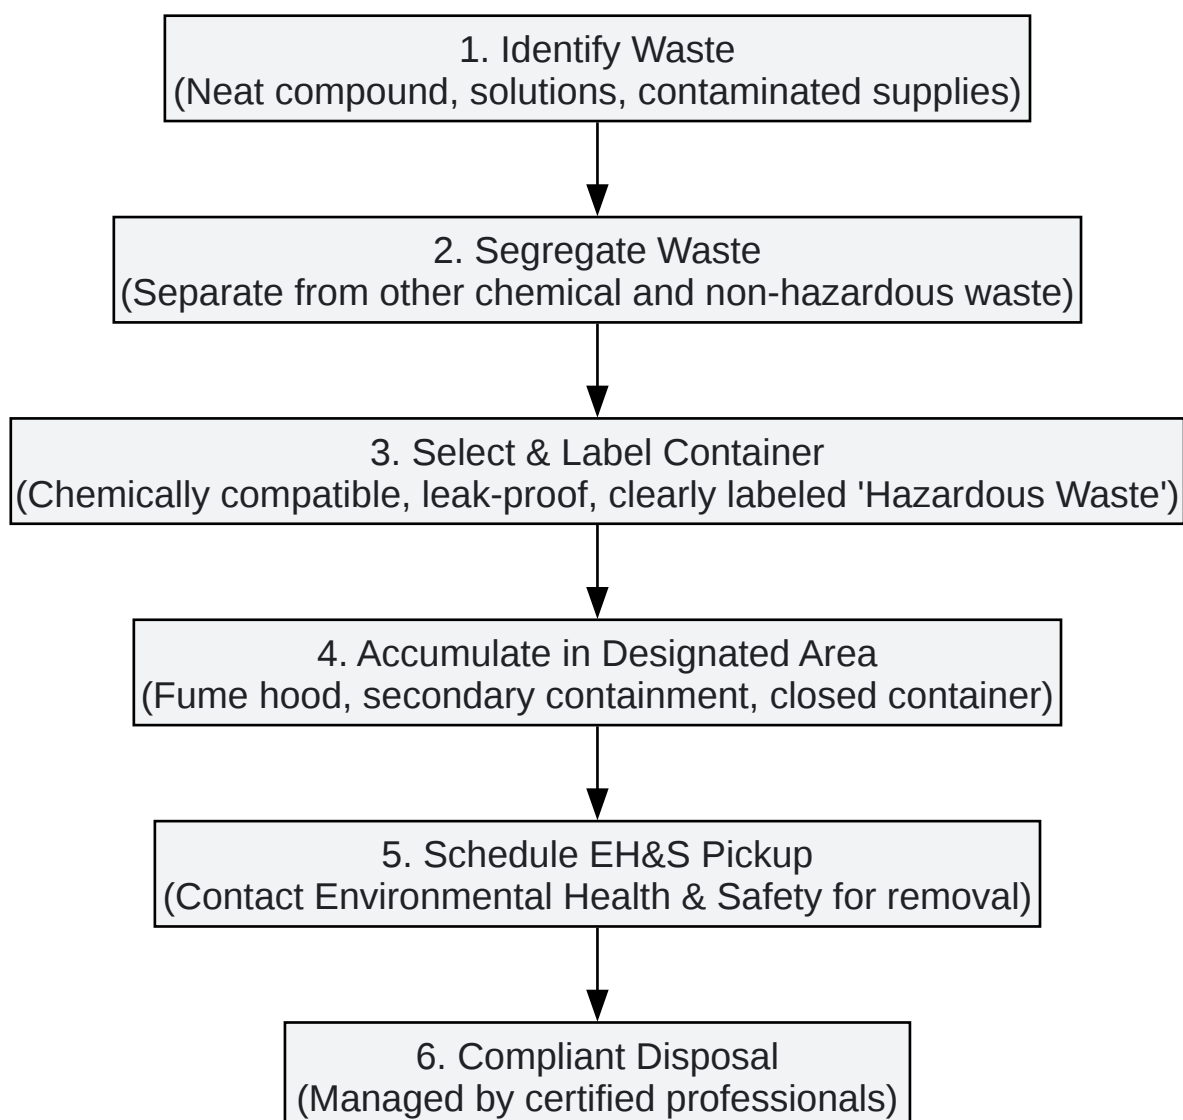 1. Identify Waste
(Neat compound, solutions, contaminated supplies)
2. Segregate Waste
(Separate from other chemical and non-hazardous waste)
3. Select & Label Container
(Chemically compatible, leak-proof, clearly labeled 'Hazardous Waste')
4. Accumulate in Designated Area
(Fume hood, secondary containment, closed container)
5. Schedule EH&S Pickup
(Contact Environmental Health & Safety for removal)
6. Compliant Disposal
(Managed by certified professionals)